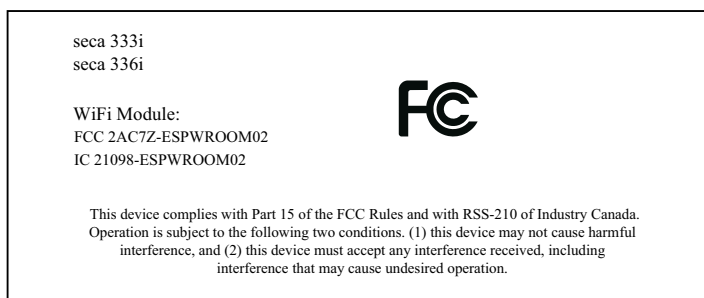 seca 333i
seca 336i
WiFi Module:
FCC 2AC7Z-ESPWROOM02
IC 21098-ESPWROOM02
FC
This device complies with Part 15 of the FCC Rules and with RSS-210 of Industry Canada.
Operation is subject to the following two conditions. (1) this device may not cause harmful
interference, and (2) this device must accept any interference received, including
interference that may cause undesired operation.